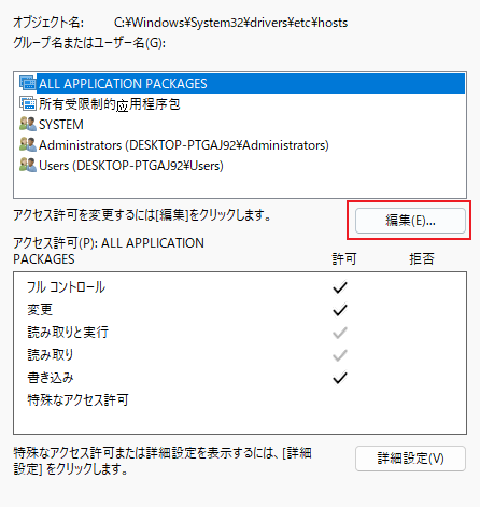 オブジェクト名: C:¥Windows¥System32¥drivers¥etc¥hosts
グループ名またはユーザー名(G):
ALL APPLICATION PACKAGES
所有受限制的应用程序包
SYSTEM
Administrators (DESKTOP-PTGAJ92¥Administrators)
Users (DESKTOP-PTGAJ92¥Users)
アクセス許可を変更するには[編集]をクリックします。
編集(E)...
アクセス許可(P): ALL APPLICATION
PACKAGES 許可 拒否
フル コントロール
変更
読み取りと実行
読み取り
書き込み
特殊なアクセス許可
特殊なアクセス許可または詳細設定を表示するには、[詳細
設定] をクリックします。
詳細設定(V)